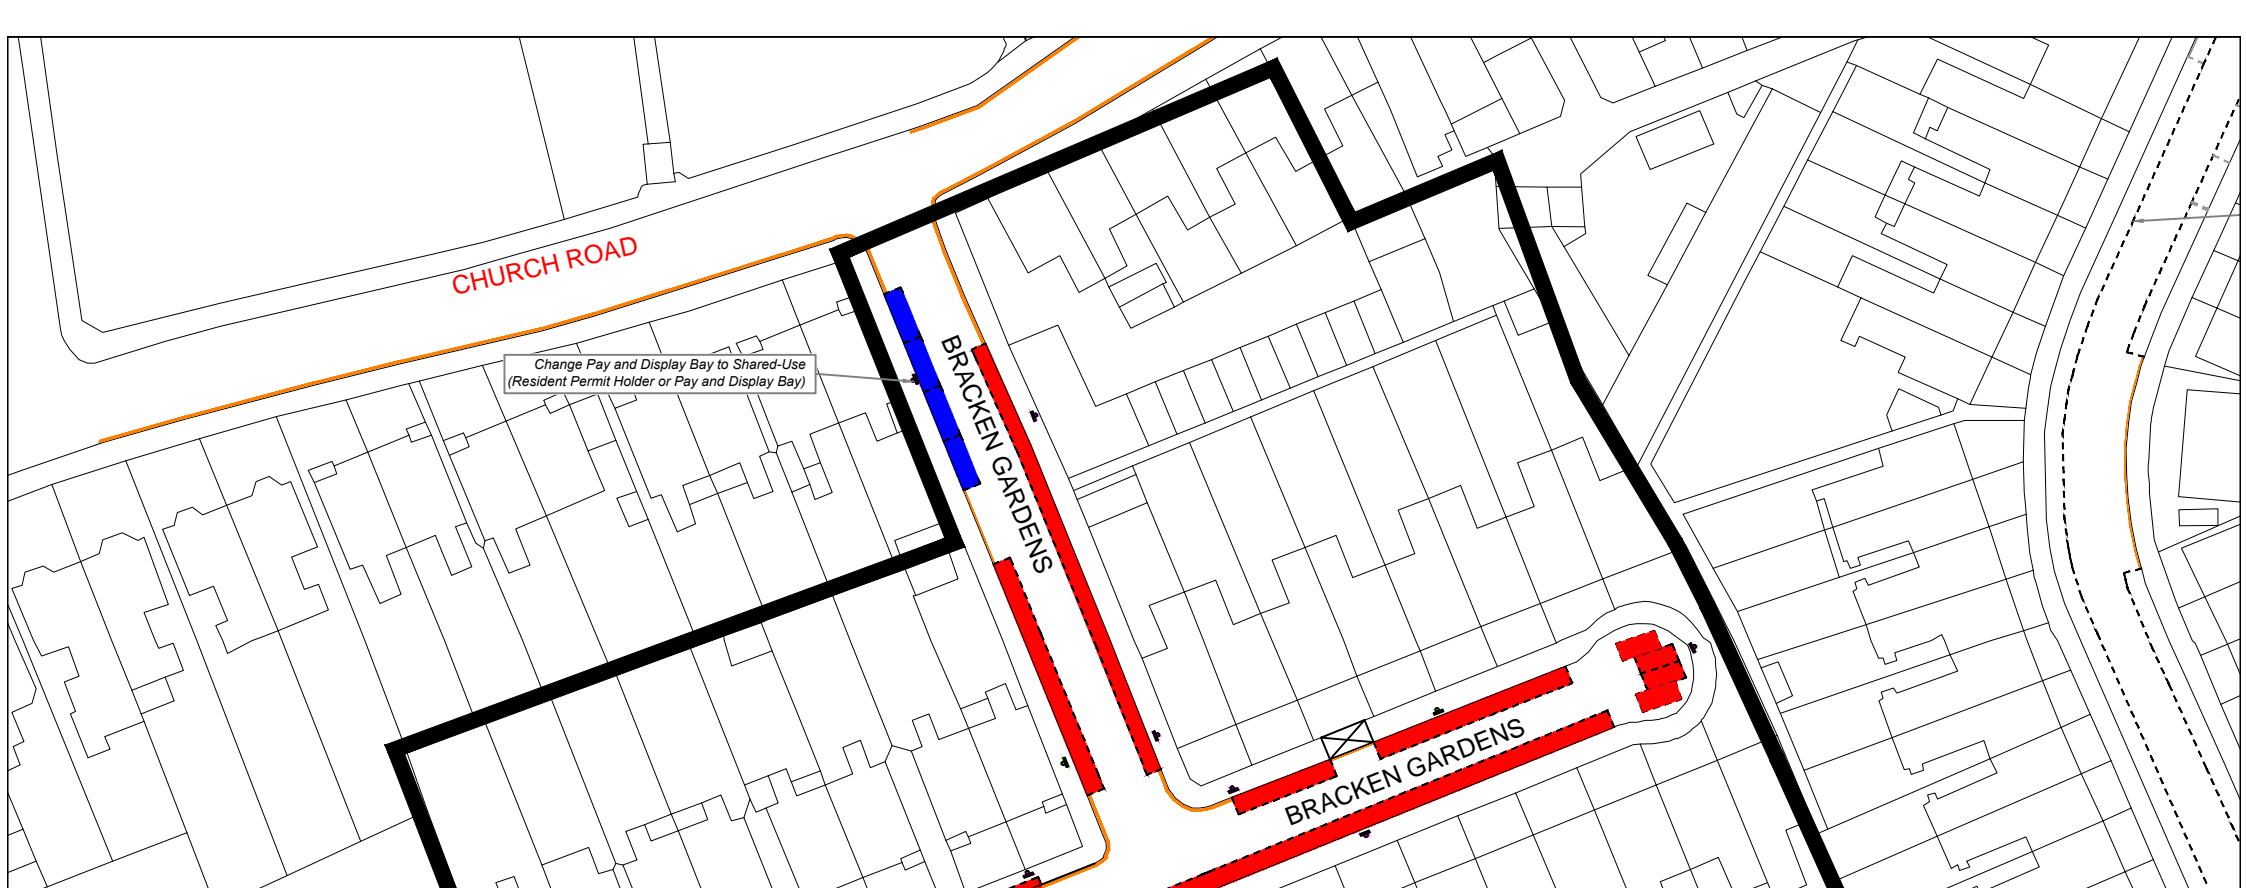 CHURCH ROAD
Change Pay and Display Bay to Shared-Use
(Resident Permit Holder or Pay and Display Bay)
BRACKEN GARDENS
BRACKEN GARDENS